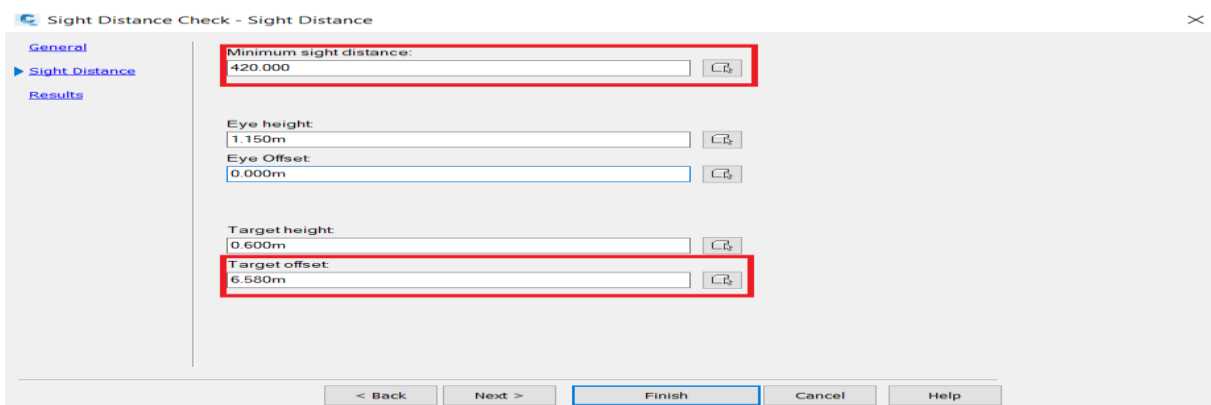 Sight Distance Check - Sight Distance
General
Sight Distance
Results
Minimum sight distance:
420.000
Eye height:
1.150m
Eye Offset:
0.000m
Target height:
0.600m
Target offset:
6.580m
< Back
Next >
Finish
Cancel
Help